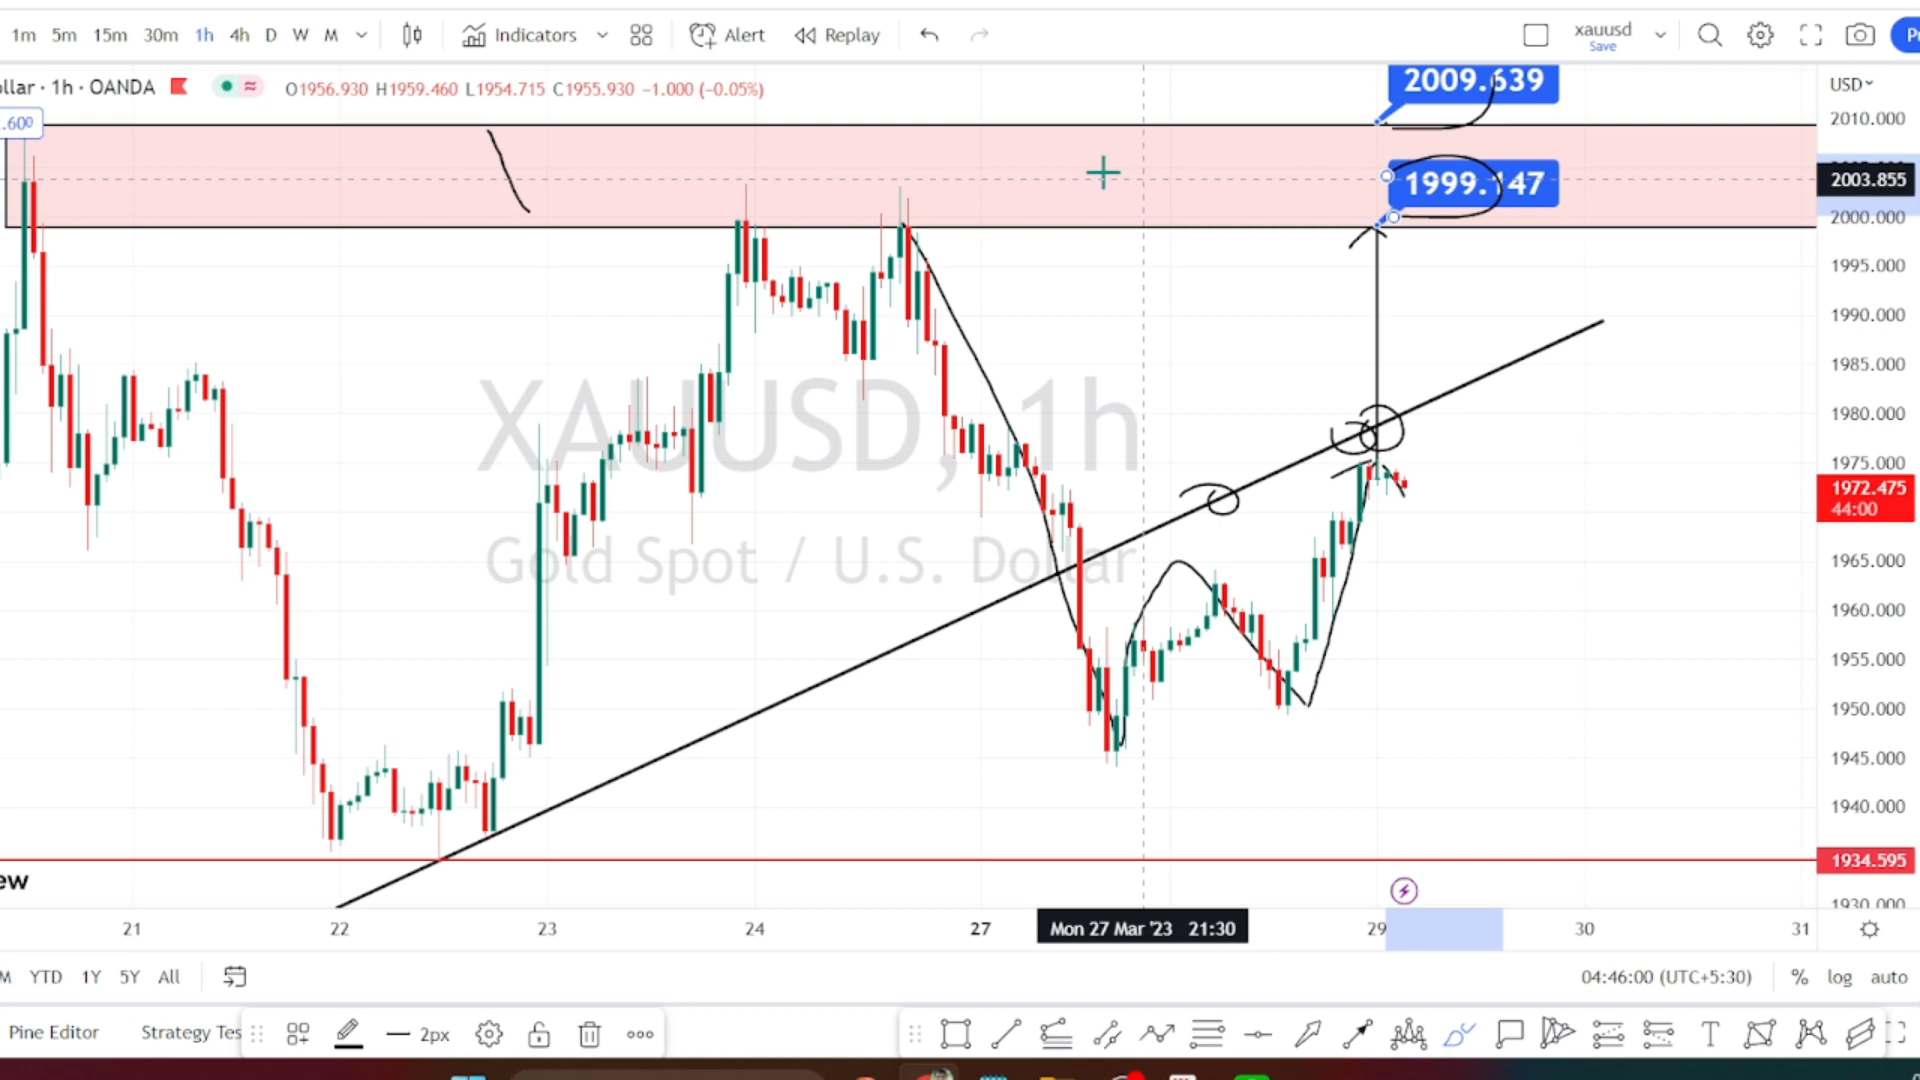 1m 5m 15m 30m 1h 4h D W M Indicators Alert Replay xauusd
Save
ollar · 1h · OANDA O1956.930 H1959.460 L1954.715 C1955.930 −1.000 (−0.05%)
USD
2009.639
.600
2010.000
1999.147
2003.855
2000.000
1995.000
1990.000
1985.000
1980.000
XAUUSD, 1h
1975.000
1972.475
44:00
Gold Spot / U.S. Dollar
1965.000
1960.000
1955.000
1950.000
1945.000
1940.000
1934.595
ew
1930.000
21 22 23 24 27 Mon 27 Mar '23 21:30 29 30 31
M YTD 1Y 5Y All 04:46:00 (UTC+5:30) % log auto
Pine Editor Strategy Tes 2px